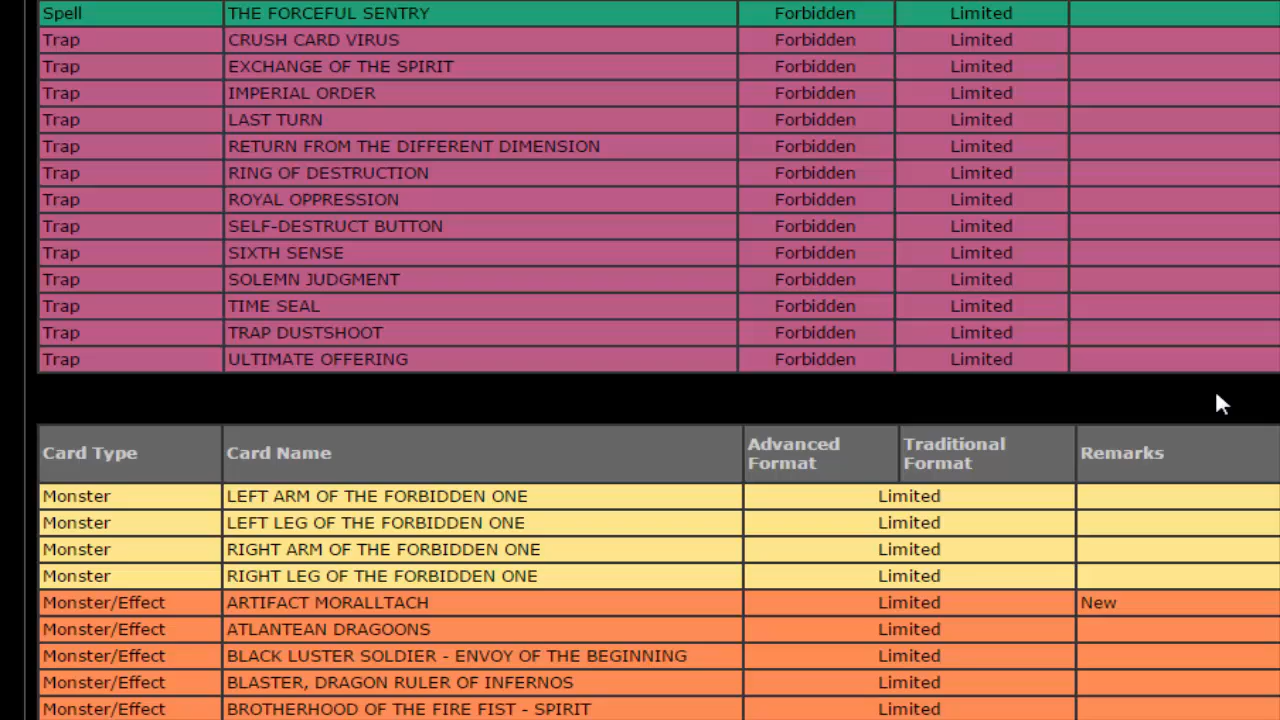 Spell THE FORCEFUL SENTRY Forbidden Limited
Trap CRUSH CARD VIRUS Forbidden Limited
Trap EXCHANGE OF THE SPIRIT Forbidden Limited
Trap IMPERIAL ORDER Forbidden Limited
Trap LAST TURN Forbidden Limited
Trap RETURN FROM THE DIFFERENT DIMENSION Forbidden Limited
Trap RING OF DESTRUCTION Forbidden Limited
Trap ROYAL OPPRESSION Forbidden Limited
Trap SELF-DESTRUCT BUTTON Forbidden Limited
Trap SIXTH SENSE Forbidden Limited
Trap SOLEMN JUDGMENT Forbidden Limited
Trap TIME SEAL Forbidden Limited
Trap TRAP DUSTSHOOT Forbidden Limited
Trap ULTIMATE OFFERING Forbidden Limited
Card Type Card Name Advanced Format Traditional Format Remarks
Monster LEFT ARM OF THE FORBIDDEN ONE Limited
Monster LEFT LEG OF THE FORBIDDEN ONE Limited
Monster RIGHT ARM OF THE FORBIDDEN ONE Limited
Monster RIGHT LEG OF THE FORBIDDEN ONE Limited
Monster/Effect ARTIFACT MORALLTACH Limited New
Monster/Effect ATLANTEAN DRAGOONS Limited
Monster/Effect BLACK LUSTER SOLDIER - ENVOY OF THE BEGINNING Limited
Monster/Effect BLASTER, DRAGON RULER OF INFERNOS Limited
Monster/Effect BROTHERHOOD OF THE FIRE FIST - SPIRIT Limited